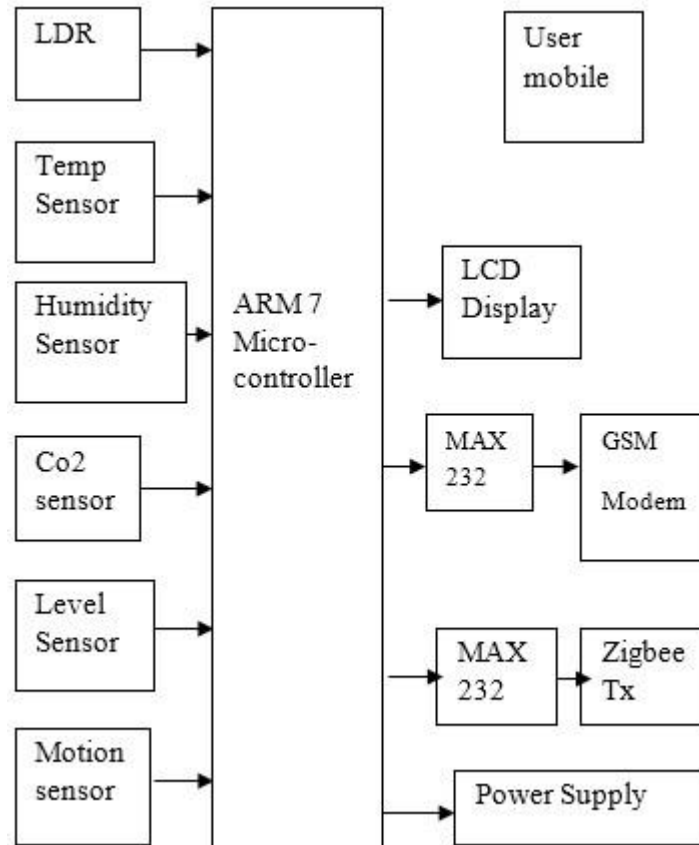 LDR
Temp
Sensor
Humidity
Sensor
Co2
sensor
Level
Sensor
Motion
sensor
ARM 7
Micro-
controller
User
mobile
LCD
Display
MAX
232
GSM
Modem
MAX
232
Zigbee
Tx
Power Supply